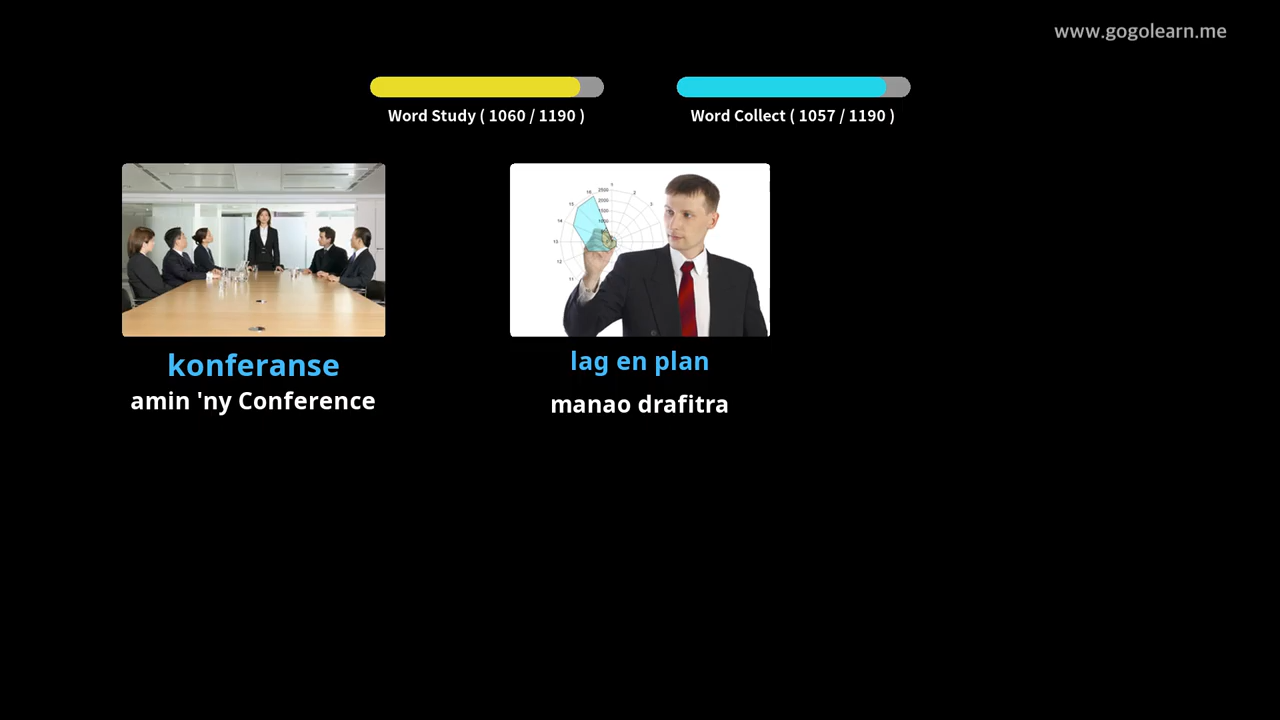 www.gogolearn.me
Word Study ( 1060 / 1190 )
Word Collect ( 1057 / 1190 )
konferanse
amin 'ny Conference
lag en plan
manao drafitra